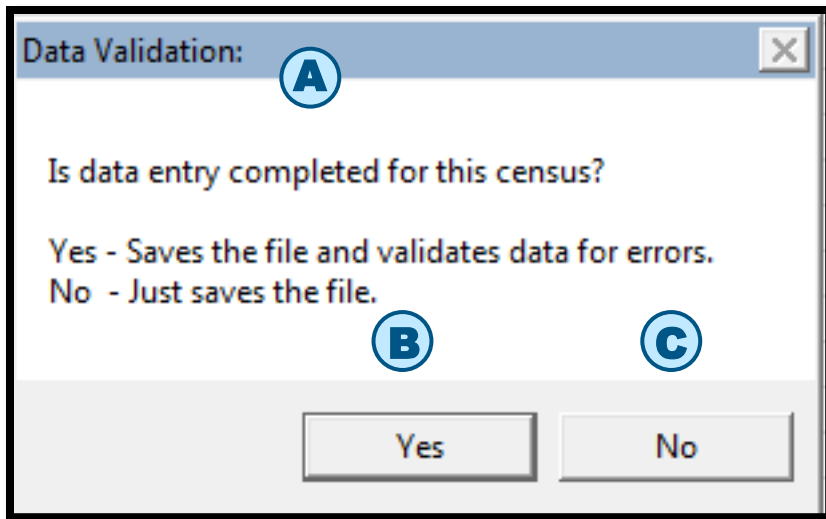 Data Validation:
A
Is data entry completed for this census?
Yes - Saves the file and validates data for errors.
No - Just saves the file.
B
C
Yes
No